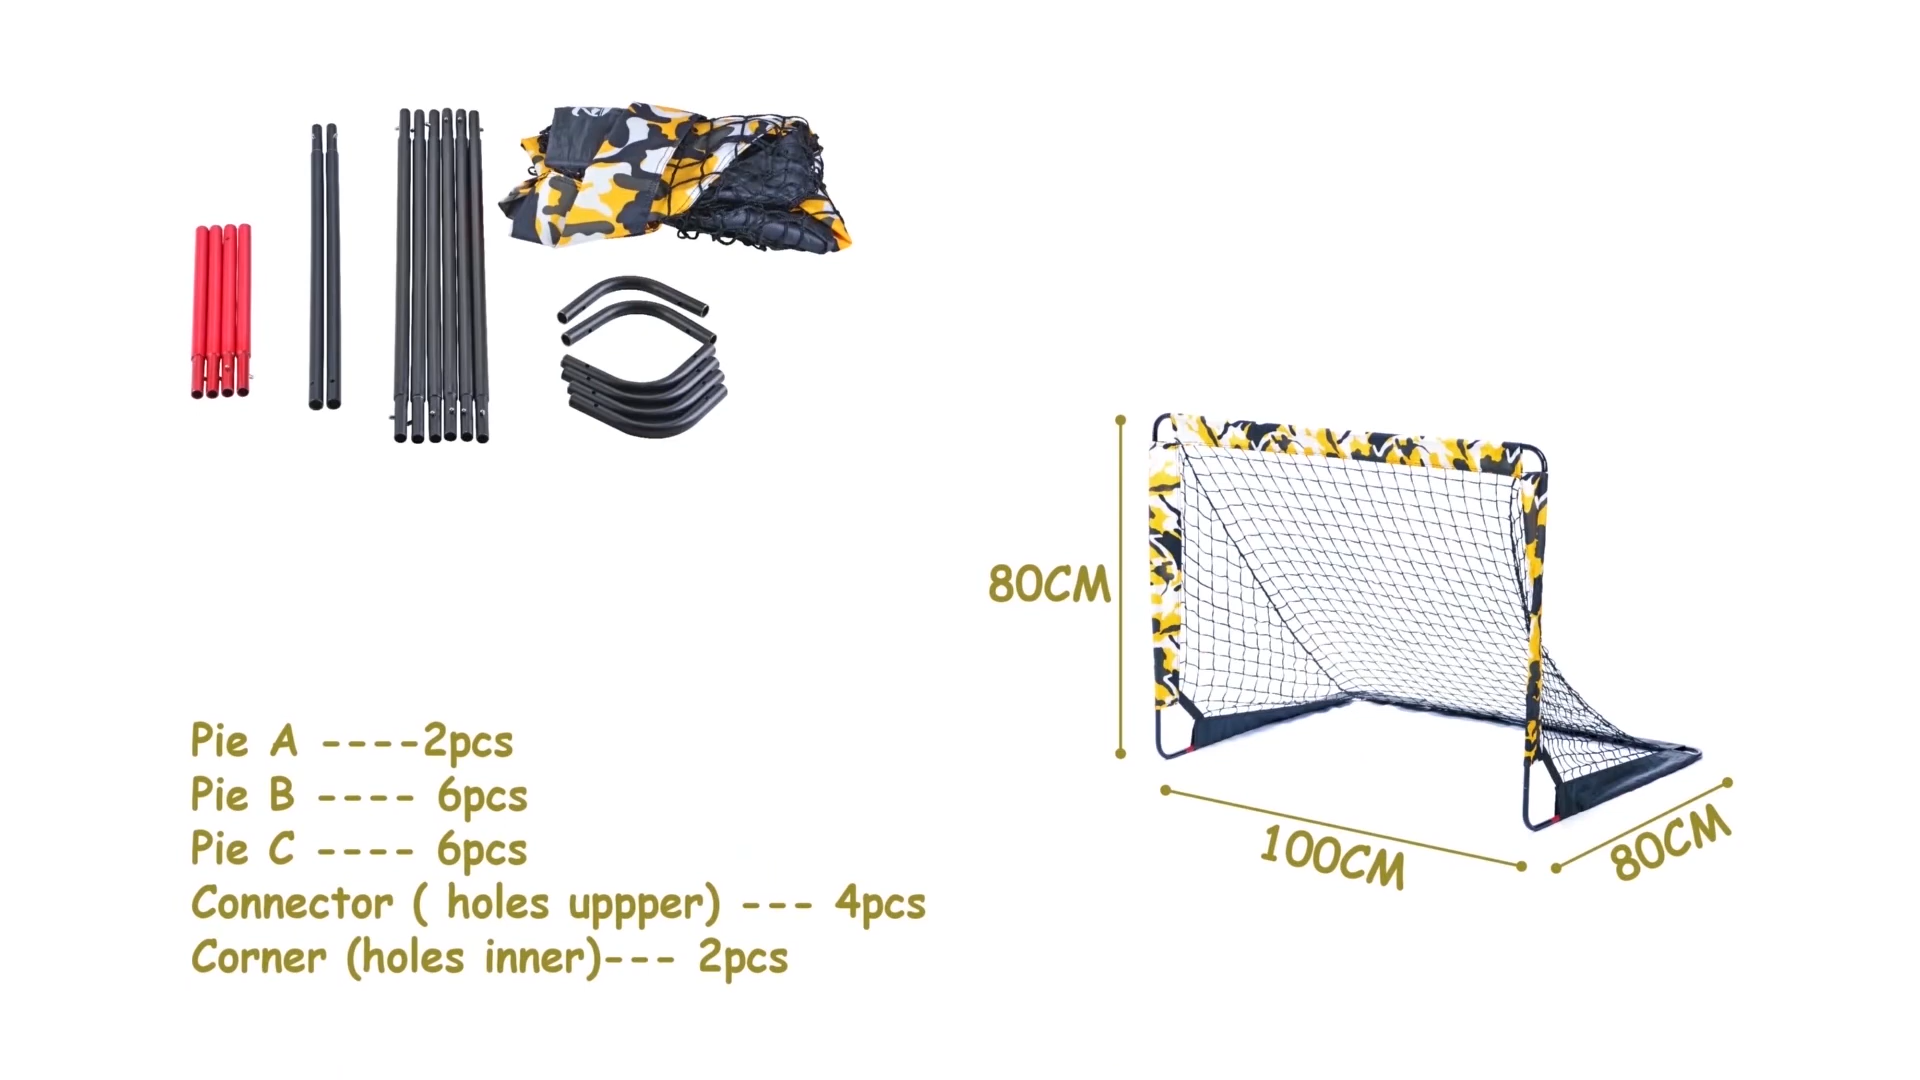 80CM
100CM
80CM
Pie A ----2pcs
Pie B ---- 6pcs
Pie C ---- 6pcs
Connector ( holes uppper) --- 4pcs
Corner (holes inner)--- 2pcs